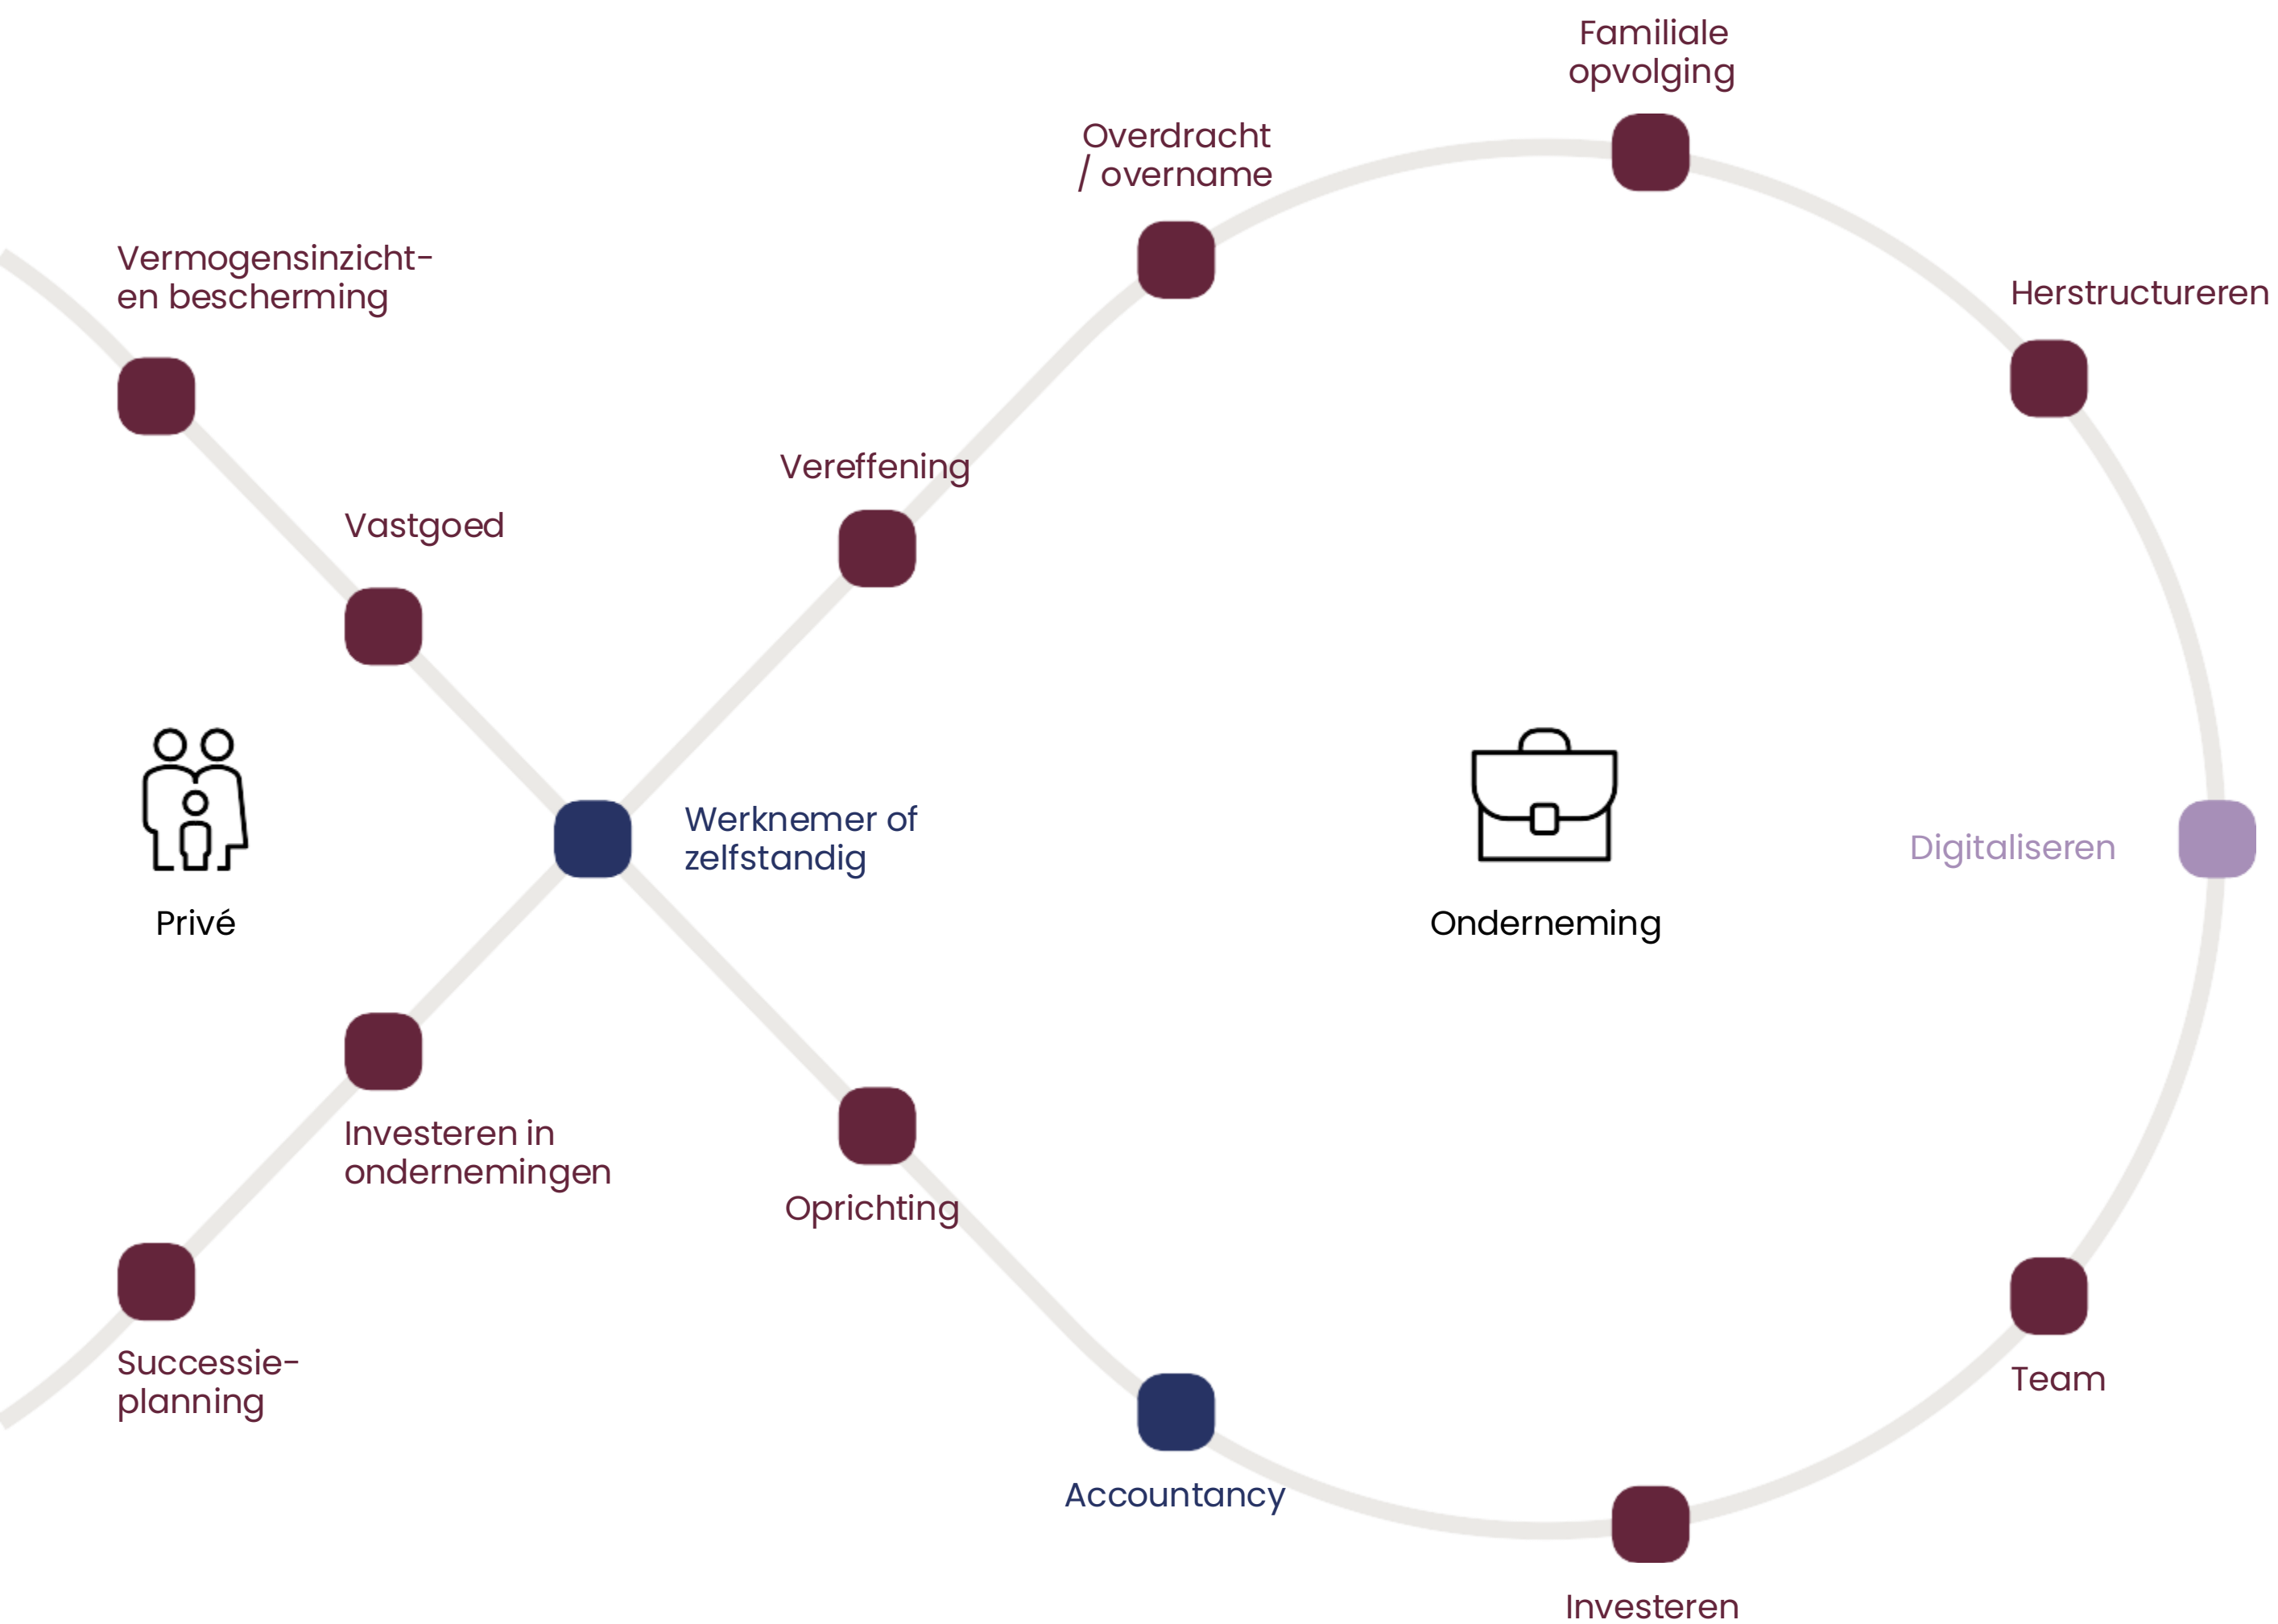 Familiale
opvolging
Overdracht
/ overname
Vermogensinzicht-
en bescherming
Herstructureren
Vereffening
Vastgoed
Werknemer of
zelfstandig
Digitaliseren
Privé
Onderneming
Investeren in
ondernemingen
Oprichting
Successie-
planning
Team
Accountancy
Investeren